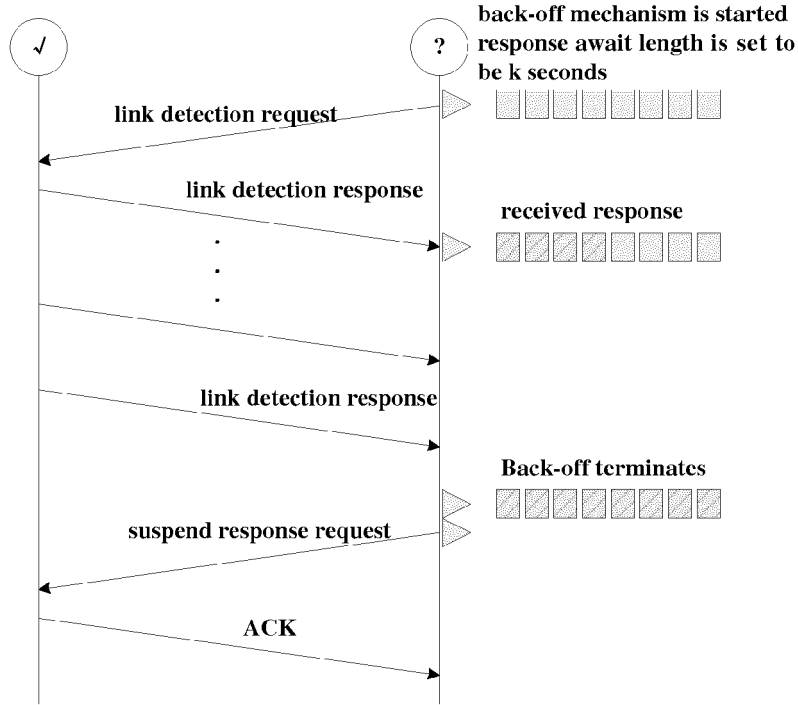 √
?
back-off mechanism is started
response await length is set to
be k seconds
link detection request
link detection response
received response
link detection response
Back-off terminates
suspend response request
ACK